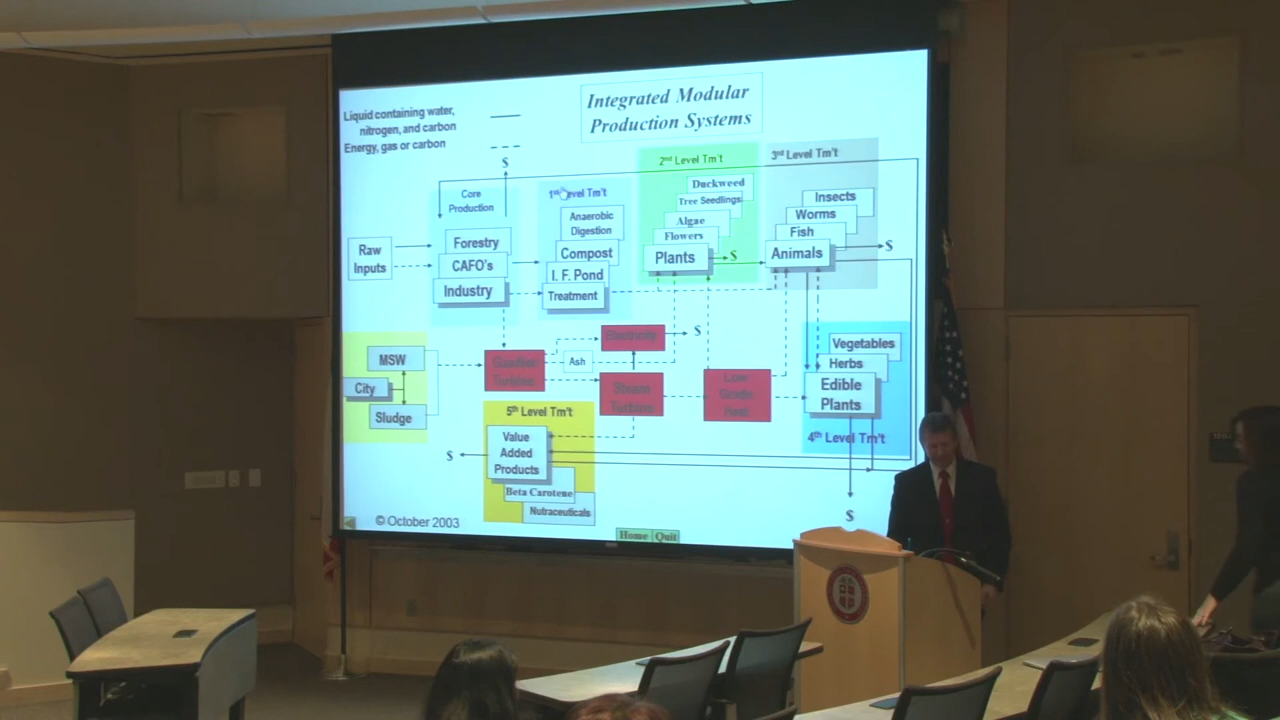 Integrated Modular
Production Systems
Liquid containing water,
nitrogen, and carbon
Energy, gas or carbon
$
Core
Production
1st Level Tm't
2nd Level Tm't
3rd Level Tm't
Raw
Inputs
Forestry
CAFO's
Industry
Anaerobic
Digestion
Compost
I. F. Pond
Treatment
Duckweed
Tree Seedlings
Algae
Flowers
Plants
$
Insects
Worms
Fish
Animals
$
MSW
City
Sludge
Electricity
$
Ash
Steam
Turbine
Low
Grade
Heat
Vegetables
Herbs
Edible
Plants
4th Level Tm't
$
5th Level Tm't
Value
Added
Products
$
Beta Carotene
Nutraceuticals
© October 2003
Home Quit